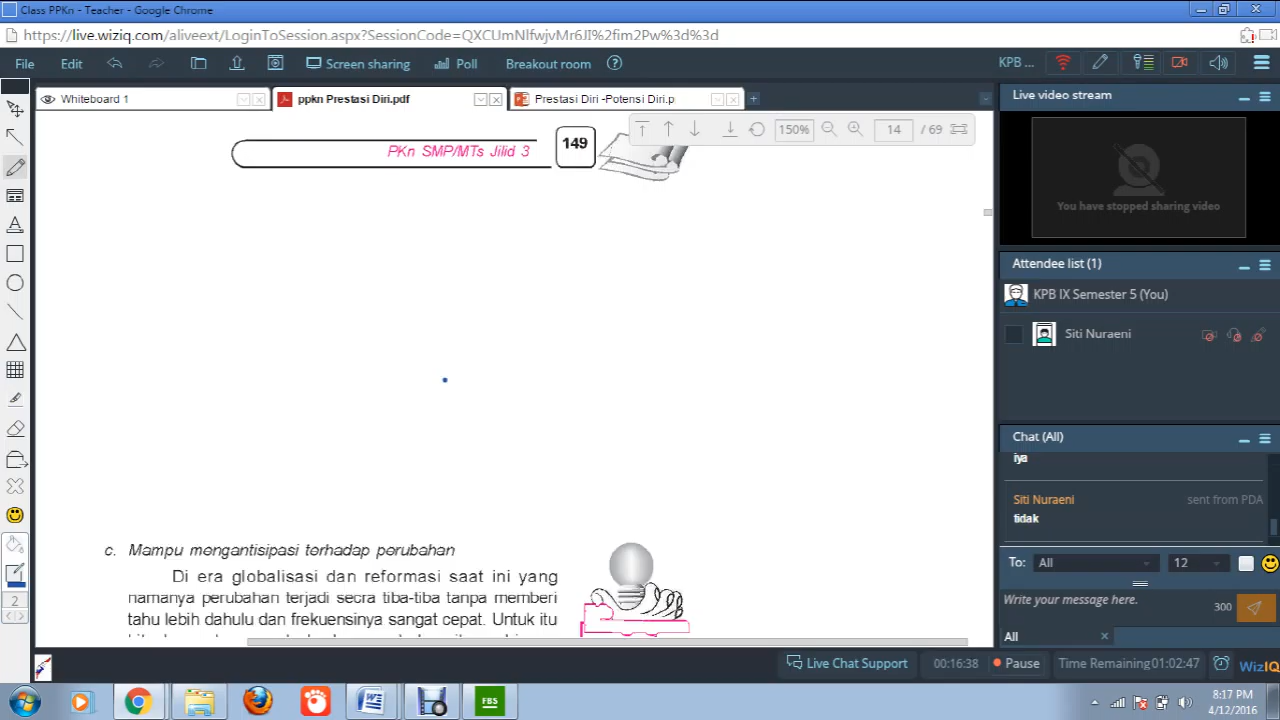 Class PPKn - Teacher - Google Chrome
https://live.wiziq.com/aliveext/LoginToSession.aspx?SessionCode=QXCUmNlfwjvMr6JI%2fim2Pw%3d%3d
File Edit Screen sharing Poll Breakout room KPB ...
Whiteboard 1 ppkn Prestasi Diri.pdf Prestasi Diri -Potensi Diri.p
150% 14 / 69
PKn SMP/MTs Jilid 3 149
c. Mampu mengantisipasi terhadap perubahan
Di era globalisasi dan reformasi saat ini yang
namanya perubahan terjadi secra tiba-tiba tanpa memberi
tahu lebih dahulu dan frekuensinya sangat cepat. Untuk itu
2
Live video stream
You have stopped sharing video
Attendee list (1)
KPB IX Semester 5 (You)
Siti Nuraeni
Chat (All)
iya
Siti Nuraeni sent from PDA
tidak
To: All 12
Write your message here. 300
All
Live Chat Support 00:16:38 Pause Time Remaining 01:02:47 WizIQ
FBS
8:17 PM
4/12/2016